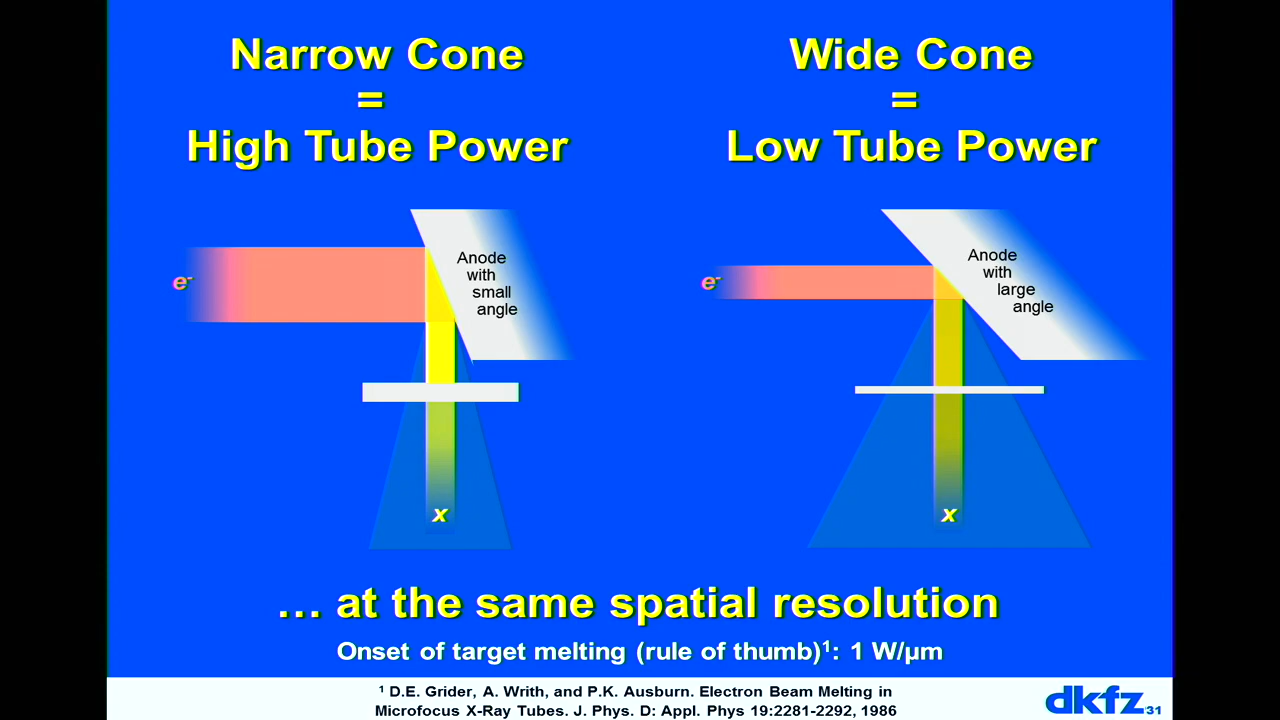 Narrow Cone
=
High Tube Power
Wide Cone
=
Low Tube Power
e-
Anode
with
small
angle
x
e-
Anode
with
large
angle
x
… at the same spatial resolution
Onset of target melting (rule of thumb)¹: 1 W/µm
¹ D.E. Grider, A. Writh, and P.K. Ausburn. Electron Beam Melting in
Microfocus X-Ray Tubes. J. Phys. D: Appl. Phys 19:2281-2292, 1986
dkfz. 31